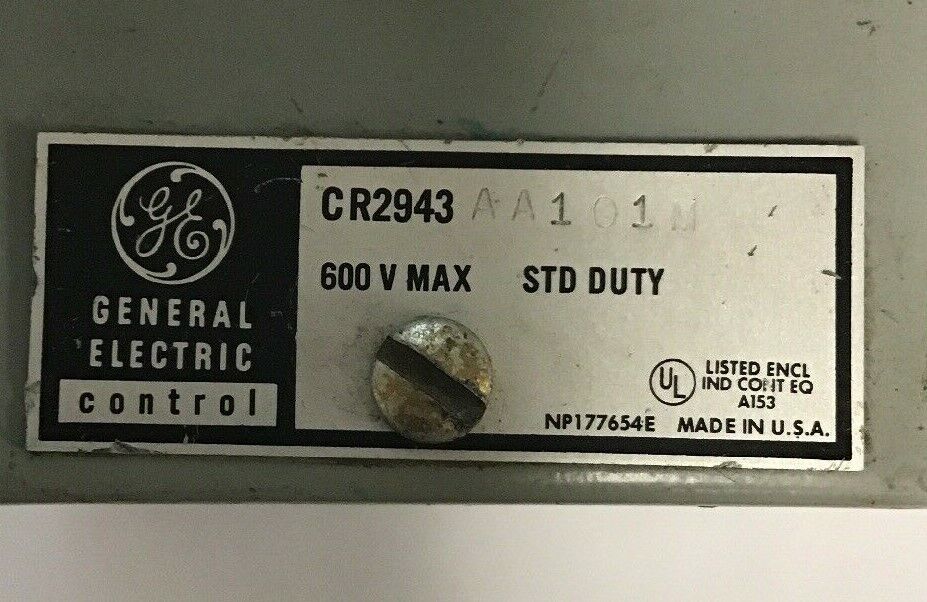 GE
GENERAL
ELECTRIC
control
CR2943 AA101N
600 V MAX STD DUTY
UL
LISTED ENCL
IND CONT EQ
A153
NP177654E MADE IN U.S.A.